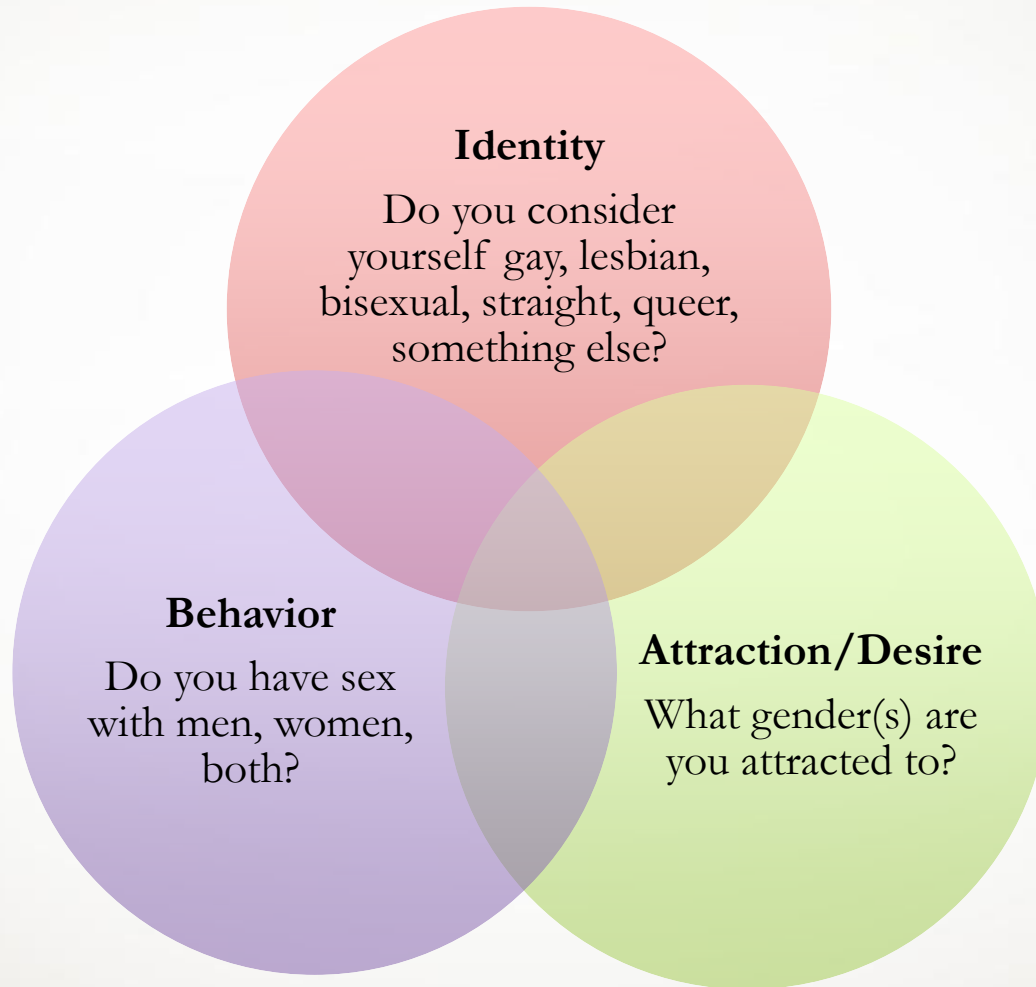 Identity
Do you consider
yourself gay, lesbian,
bisexual, straight, queer,
something else?
Behavior
Do you have sex
with men, women,
both?
Attraction/Desire
What gender(s) are
you attracted to?